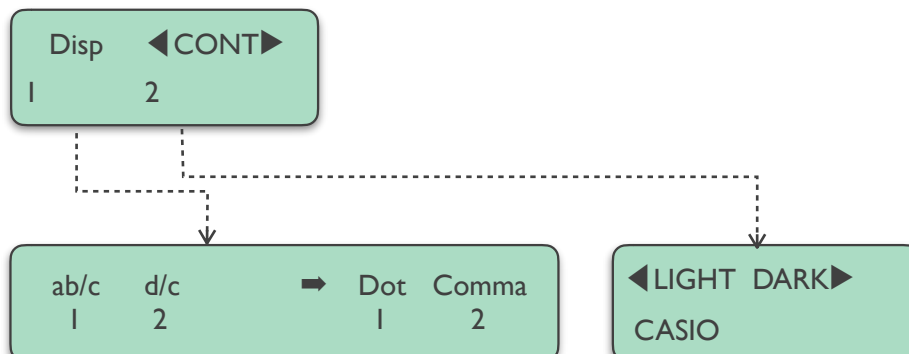 Disp ◀CONT▶
1 2
ab/c d/c ➡ Dot Comma
1 2 1 2
◀LIGHT DARK▶
CASIO